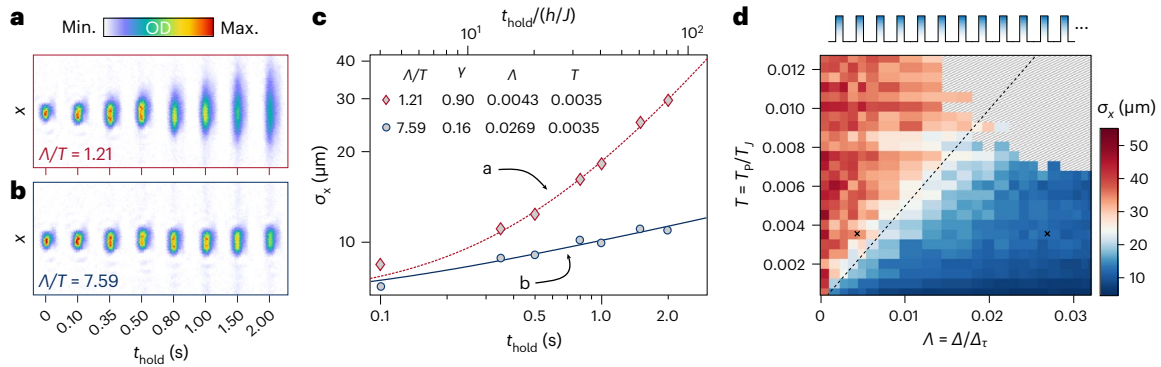 a
Min. OD Max.
x
Λ/T = 1.21
b
x
Λ/T = 7.59
0 0.10 0.35 0.50 0.80 1.00 1.50 2.00
t_hold (s)
c
t_hold/(h/J)
10¹ 10²
Λ/T γ Λ T
1.21 0.90 0.0043 0.0035
7.59 0.16 0.0269 0.0035
40
30
20
10
σ_x (μm)
a
b
0.1 0.5 1.0 2.0
t_hold (s)
d
...
T = T_P/T_J
0.012
0.010
0.008
0.006
0.004
0.002
0 0.01 0.02 0.03
Λ = Δ/Δ_τ
σ_x (μm)
50
40
30
20
10